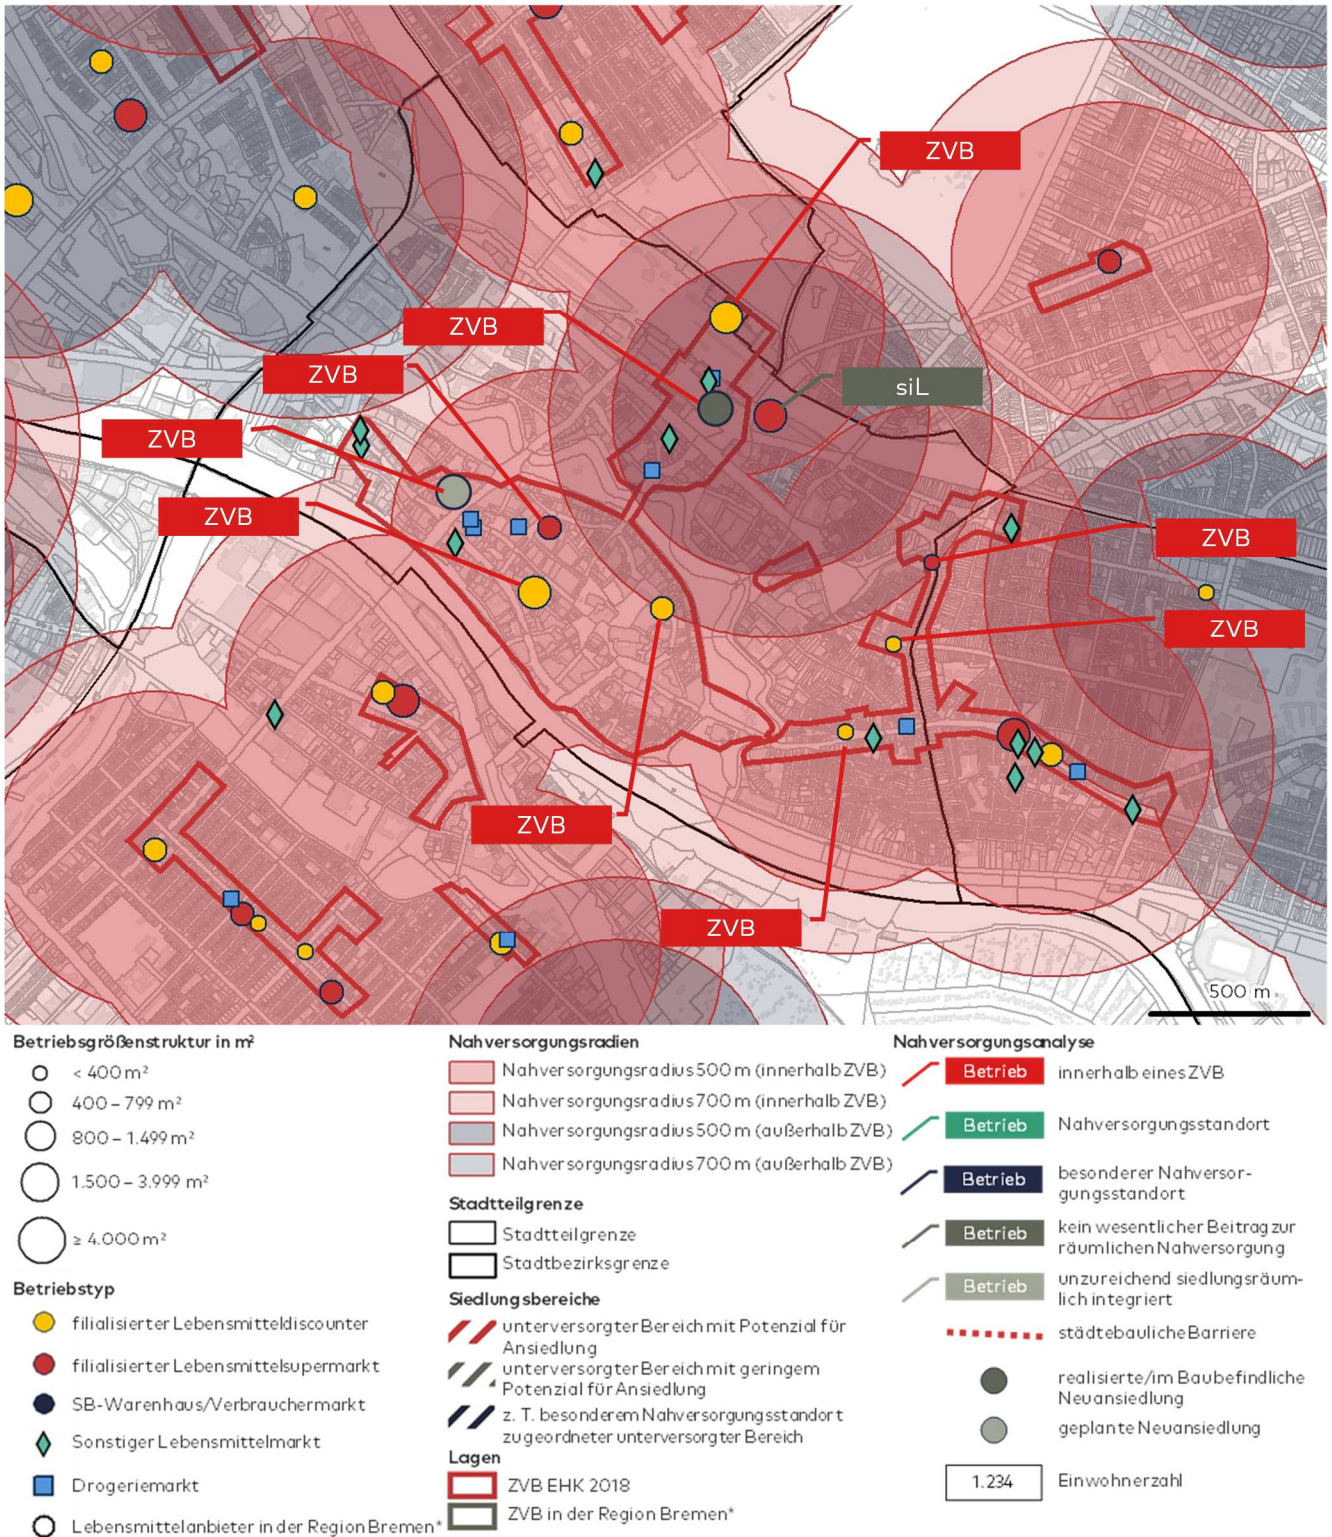 ZVB
ZVB
ZVB
siL
ZVB
ZVB
ZVB
ZVB
ZVB
ZVB
500 m
Betriebsgrößenstruktur in m²
< 400 m²
400 – 799 m²
800 – 1.499 m²
1.500 – 3.999 m²
≥ 4.000 m²
Betriebstyp
filialisierter Lebensmitteldiscounter
filialisierter Lebensmittelsupermarkt
SB-Warenhaus/Verbrauchermarkt
Sonstiger Lebensmittelmarkt
Drogeriemarkt
Lebensmittelanbieter in der Region Bremen*
Nahversorgungsradien
Nahversorgungsradius 500 m (innerhalb ZVB)
Nahversorgungsradius 700 m (innerhalb ZVB)
Nahversorgungsradius 500 m (außerhalb ZVB)
Nahversorgungsradius 700 m (außerhalb ZVB)
Stadtteilgrenze
Stadtteilgrenze
Stadtbezirksgrenze
Siedlungsbereiche
unterversorgter Bereich mit Potenzial für
Ansiedlung
unterversorgter Bereich mit geringem
Potenzial für Ansiedlung
z. T. besonderem Nahversorgungsstandort
zugeordneter unterversorgter Bereich
Lagen
ZVB EHK 2018
ZVB in der Region Bremen*
Nahversorgungsanalyse
Betrieb innerhalb eines ZVB
Betrieb Nahversorgungsstandort
Betrieb besonderer Nahversor-
gungsstandort
Betrieb kein wesentlicher Beitrag zur
räumlichen Nahversorgung
Betrieb unzureichend siedlungsräum-
lich integriert
städtebauliche Barriere
realisierte/im Bau befindliche
Neuansiedlung
geplante Neuansiedlung
1.234 Einwohnerzahl